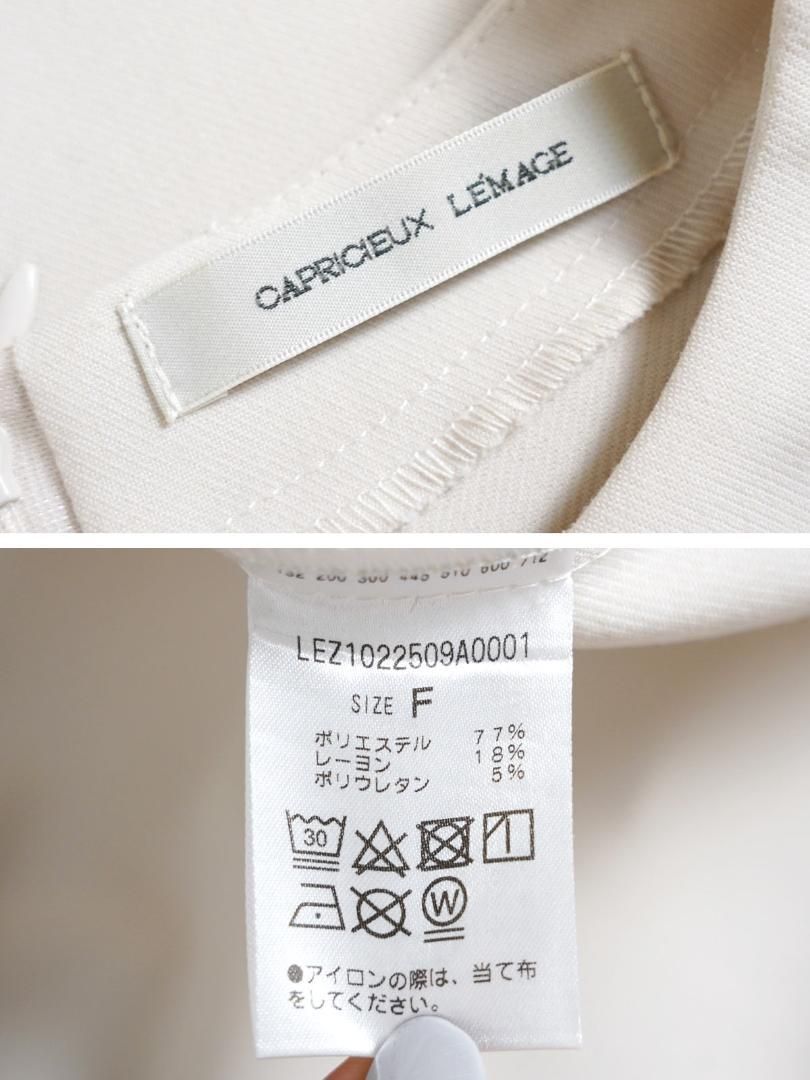 CAPRICIEUX LÉMAGE
LEZ1022509A0001
SIZE F
ポリエステル 77%
レーヨン 18%
ポリウレタン 5%
30
W
●アイロンの際は、当て布
をしてください。